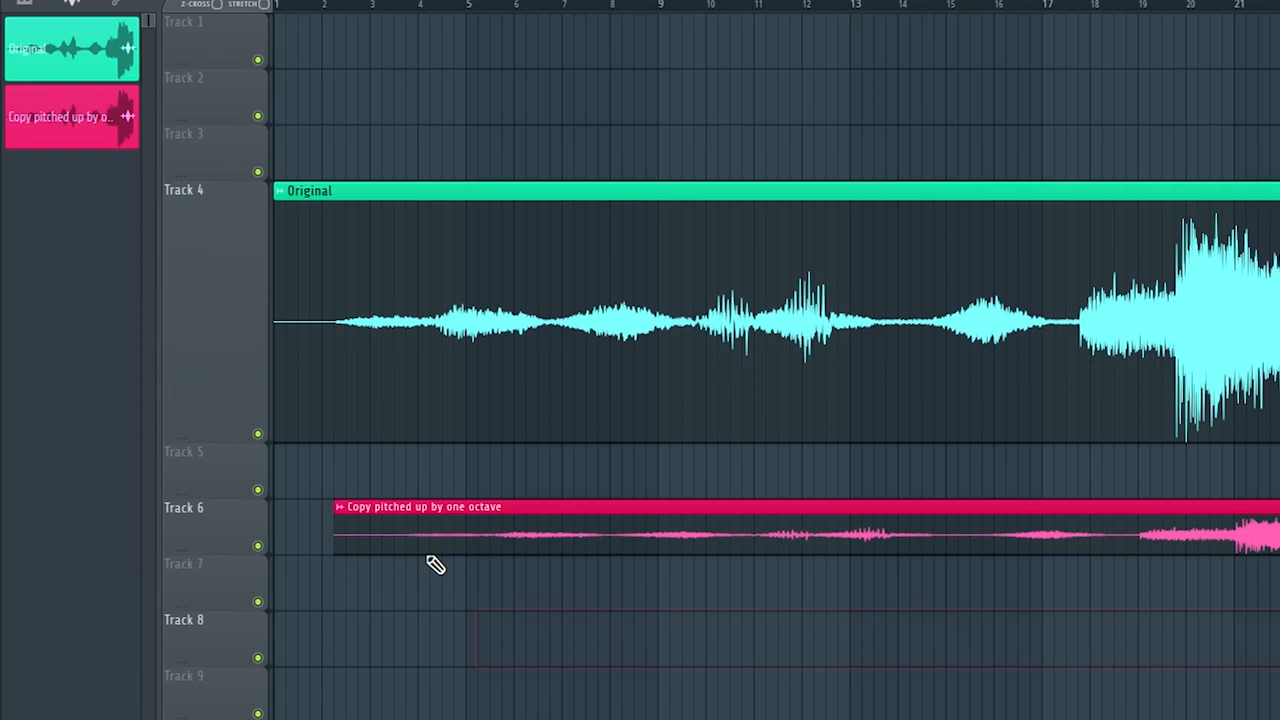 Z-CROSS STRETCH
1 2 3 4 5 6 7 8 9 10 11 12 13 14 15 16 17 18 19 20 21
Original
Copy pitched up by o...
Track 1
Track 2
Track 3
Track 4
Original
Track 5
Track 6
Copy pitched up by one octave
Track 7
Track 8
Track 9